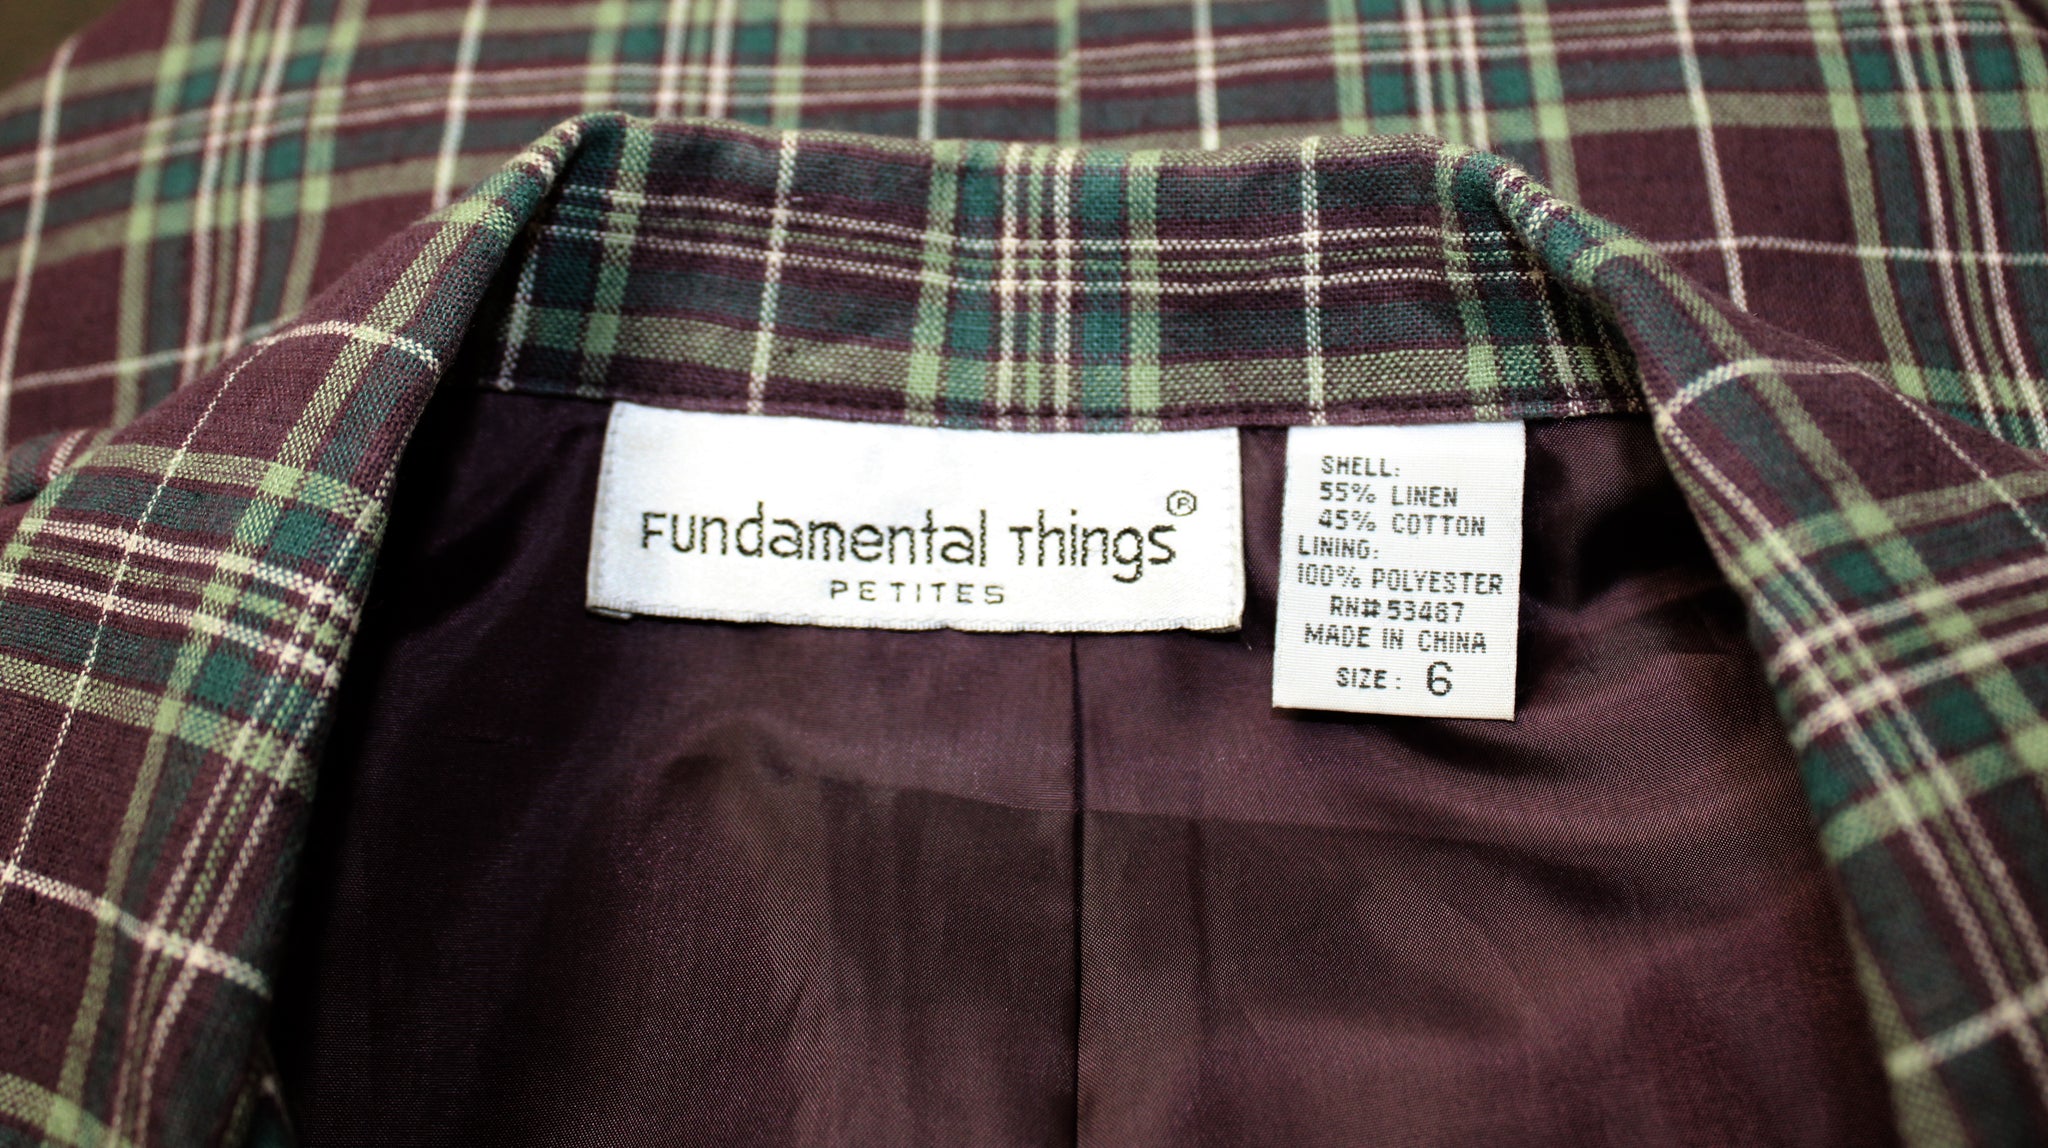 Fundamental Things®
PETITES
SHELL:
55% LINEN
45% COTTON
LINING:
100% POLYESTER
RN#53487
MADE IN CHINA
SIZE: 6